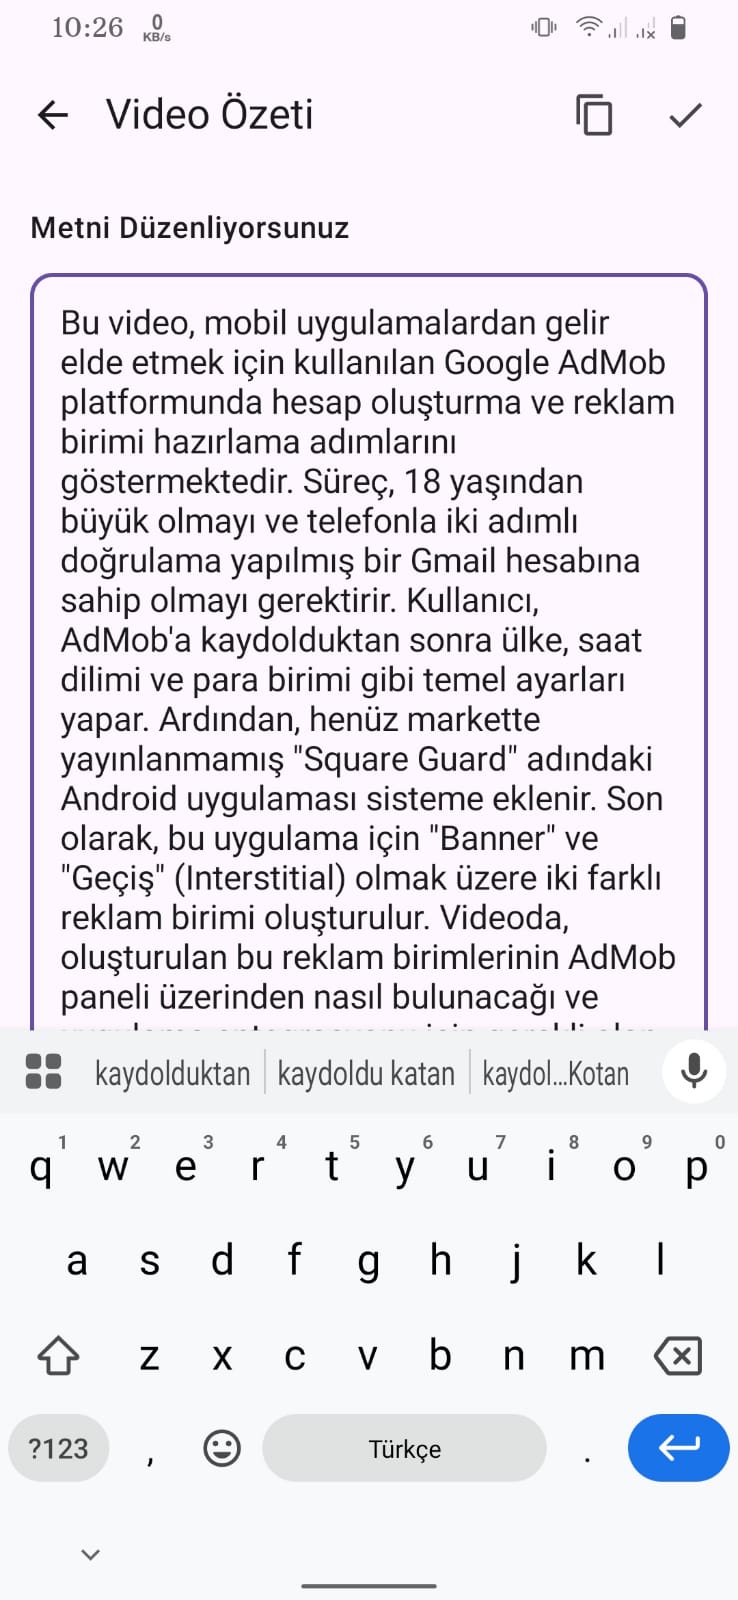 10:26 0 KB/s
Video Özeti
Metni Düzenliyorsunuz
Bu video, mobil uygulamalardan gelir
elde etmek için kullanılan Google AdMob
platformunda hesap oluşturma ve reklam
birimi hazırlama adımlarını
göstermektedir. Süreç, 18 yaşından
büyük olmayı ve telefonla iki adımlı
doğrulama yapılmış bir Gmail hesabına
sahip olmayı gerektirir. Kullanıcı,
AdMob'a kaydolduktan sonra ülke, saat
dilimi ve para birimi gibi temel ayarları
yapar. Ardından, henüz markette
yayınlanmamış "Square Guard" adındaki
Android uygulaması sisteme eklenir. Son
olarak, bu uygulama için "Banner" ve
"Geçiş" (Interstitial) olmak üzere iki farklı
reklam birimi oluşturulur. Videoda,
oluşturulan bu reklam birimlerinin AdMob
paneli üzerinden nasıl bulunacağı ve
kaydolduktan kaydoldu katan kaydol...Kotan
1 2 3 4 5 6 7 8 9 0
q w e r t y u i o p
a s d f g h j k l
z x c v b n m
?123 , Türkçe .